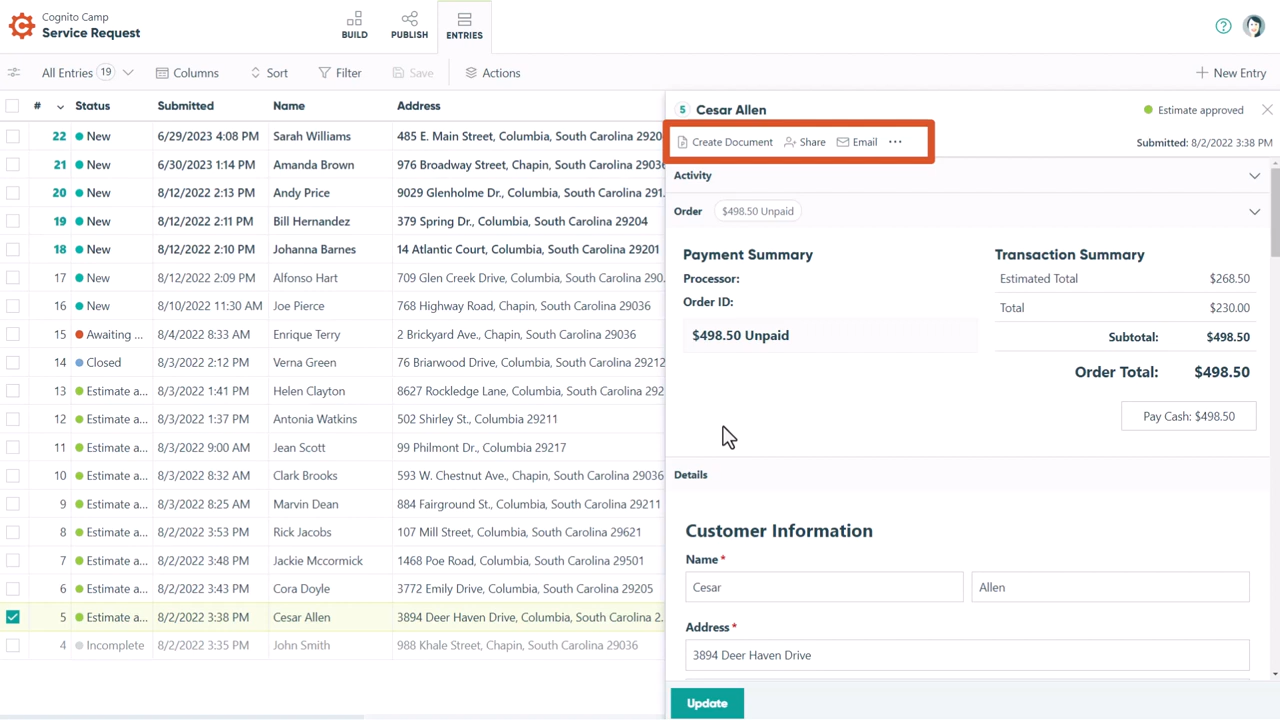 Cognito Camp
Service Request
BUILD
PUBLISH
ENTRIES
?
All Entries 19
Columns
Sort
Filter
Save
Actions
New Entry
# Status Submitted Name Address
22 New 6/29/2023 4:08 PM Sarah Williams 485 E. Main Street, Columbia, South Carolina 2920
21 New 6/30/2023 1:14 PM Amanda Brown 976 Broadway Street, Chapin, South Carolina 29036
20 New 8/12/2022 2:13 PM Andy Price 9029 Glenholme Dr., Columbia, South Carolina 291.
19 New 8/12/2022 2:11 PM Bill Hernandez 379 Spring Dr., Columbia, South Carolina 29204
18 New 8/12/2022 2:10 PM Johanna Barnes 14 Atlantic Court, Columbia, South Carolina 29201
17 New 8/12/2022 2:09 PM Alfonso Hart 709 Glen Creek Drive, Columbia, South Carolina 290.
16 New 8/10/2022 11:30 AM Joe Pierce 768 Highway Road, Chapin, South Carolina 29036
15 Awaiting ... 8/4/2022 8:33 AM Enrique Terry 2 Brickyard Ave., Chapin, South Carolina 29036
14 Closed 8/3/2022 2:12 PM Verna Green 76 Briarwood Drive, Columbia, South Carolina 29212
13 Estimate a... 8/3/2022 1:41 PM Helen Clayton 8627 Rockledge Lane, Columbia, South Carolina 292
12 Estimate a... 8/3/2022 1:37 PM Antonia Watkins 502 Shirley St., Columbia 29211
11 Estimate a... 8/3/2022 9:00 AM Jean Scott 99 Philmont Dr., Columbia 29217
10 Estimate a... 8/3/2022 8:32 AM Clark Brooks 593 W. Chestnut Ave., Chapin, South Carolina 29036
9 Estimate a... 8/3/2022 8:25 AM Marvin Dean 884 Fairground St., Columbia, South Carolina 29211
8 Estimate a... 8/2/2022 3:53 PM Rick Jacobs 107 Mill Street, Columbia, South Carolina 29621
7 Estimate a... 8/2/2022 3:48 PM Jackie Mccormick 1468 Poe Road, Columbia, South Carolina 29501
6 Estimate a... 8/2/2022 3:43 PM Cora Doyle 3772 Emily Drive, Columbia, South Carolina 29205
5 Estimate a... 8/2/2022 3:38 PM Cesar Allen 3894 Deer Haven Drive, Columbia, South Carolina 2.
4 Incomplete 8/2/2022 3:35 PM John Smith 988 Khale Street, Chapin, South Carolina 29036
5 Cesar Allen
Estimate approved
Create Document Share Email ...
Submitted: 8/2/2022 3:38 PM
Activity
Order $498.50 Unpaid
Payment Summary
Processor:
Order ID:
$498.50 Unpaid
Transaction Summary
Estimated Total $268.50
Total $230.00
Subtotal: $498.50
Order Total: $498.50
Pay Cash: $498.50
Details
Customer Information
Name *
Cesar Allen
Address *
3894 Deer Haven Drive
Update